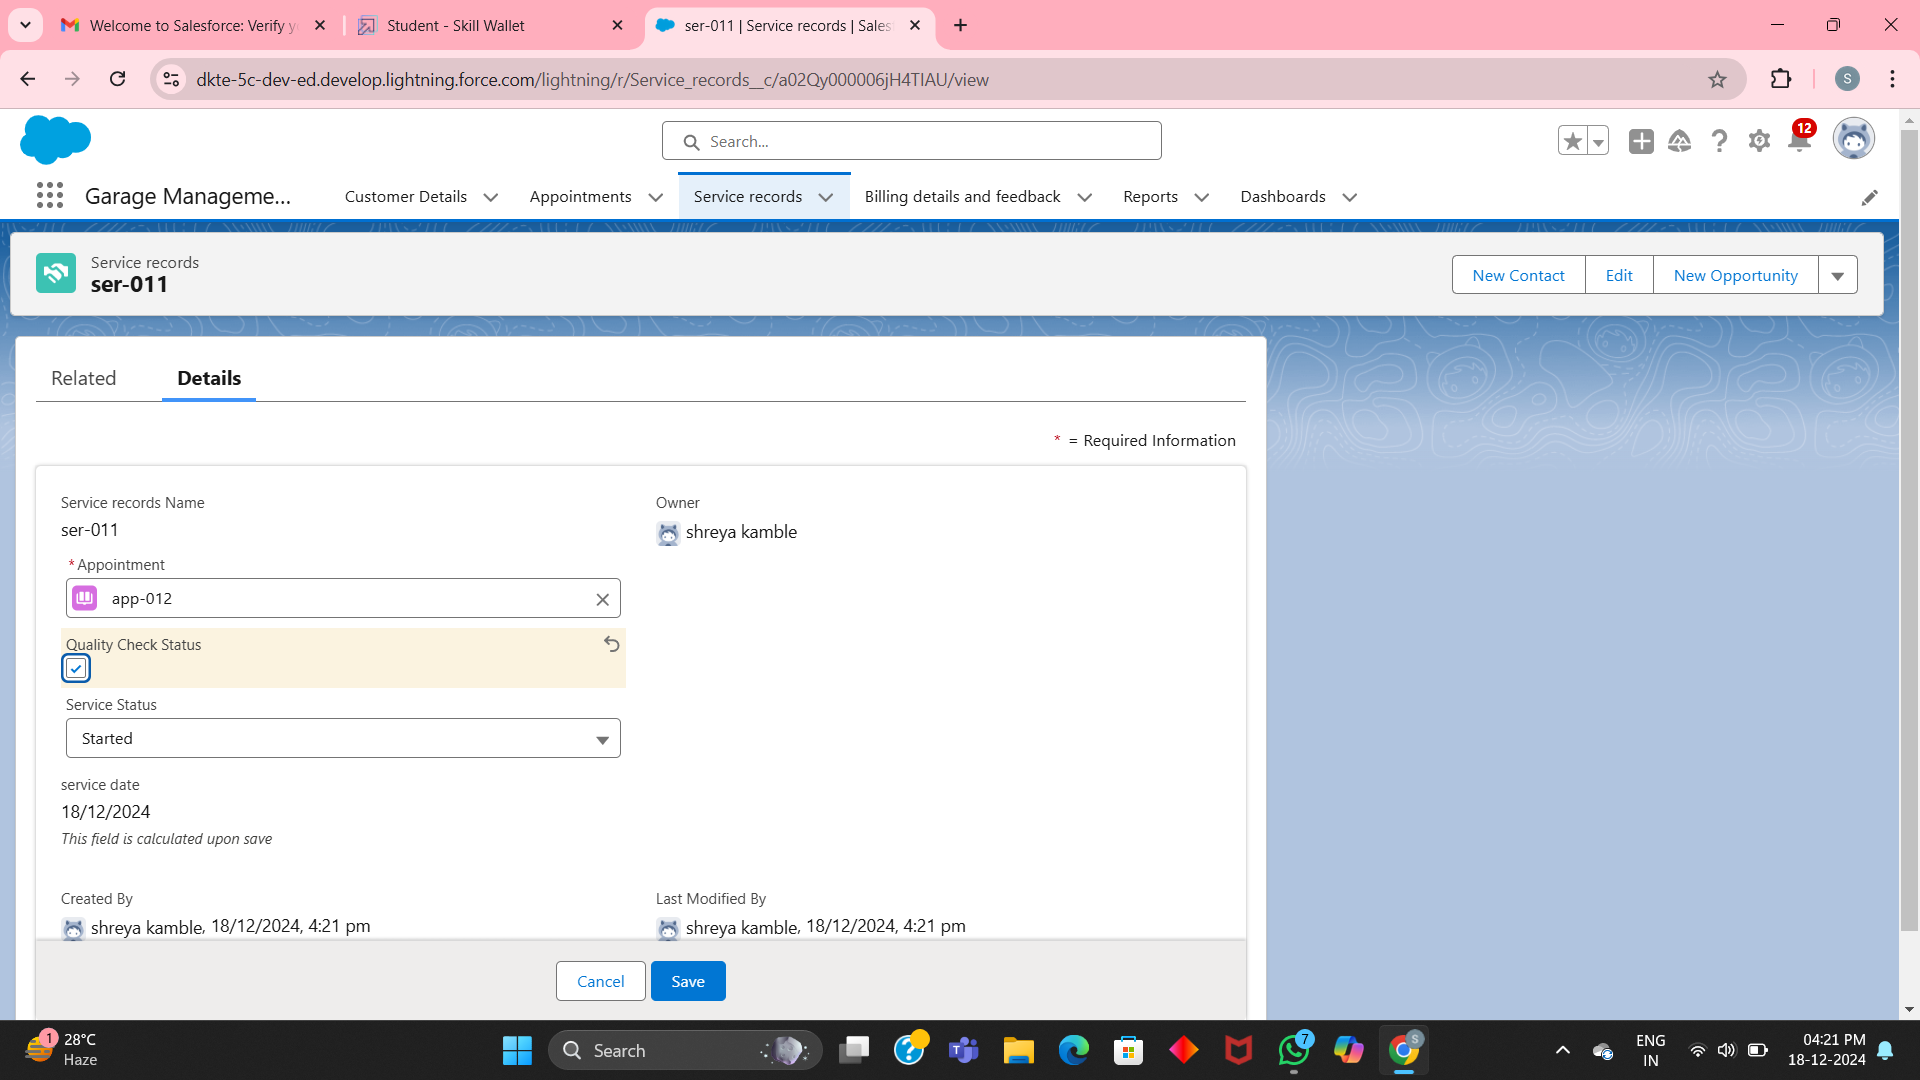 Welcome to Salesforce: Verify y
Student - Skill Wallet
ser-011 | Service records | Sales
dkte-5c-dev-ed.develop.lightning.force.com/lightning/r/Service_records__c/a02Qy000006jH4TIAU/view
S
Search...
12
Garage Manageme...
Customer Details
Appointments
Service records
Billing details and feedback
Reports
Dashboards
Service records
ser-011
New Contact
Edit
New Opportunity
Related
Details
* = Required Information
Service records Name
ser-011
Owner
shreya kamble
*Appointment
app-012
Quality Check Status
Service Status
Started
service date
18/12/2024
This field is calculated upon save
Created By
shreya kamble, 18/12/2024, 4:21 pm
Last Modified By
shreya kamble, 18/12/2024, 4:21 pm
Cancel
Save
1
28°C
Haze
Search
7
S
ENG
IN
04:21 PM
18-12-2024